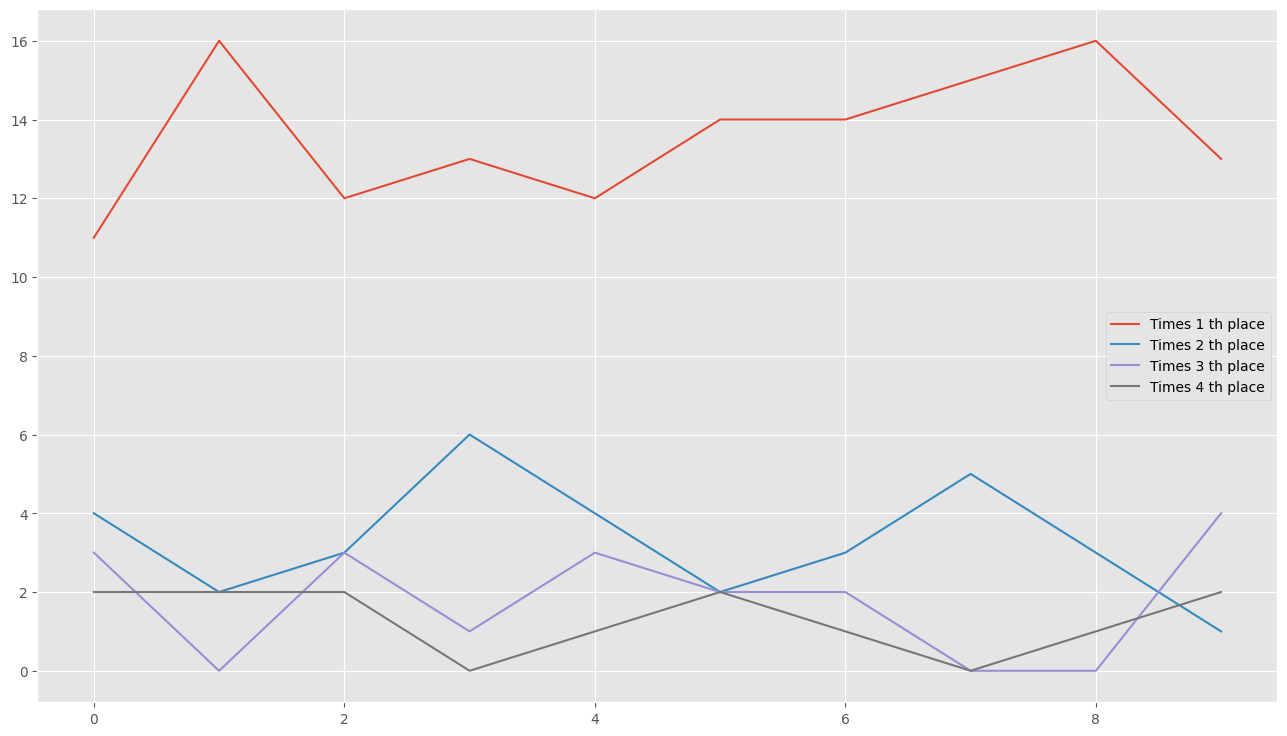 16
14
12
10
8
6
4
2
0
0 2 4 6 8
Times 1 th place
Times 2 th place
Times 3 th place
Times 4 th place